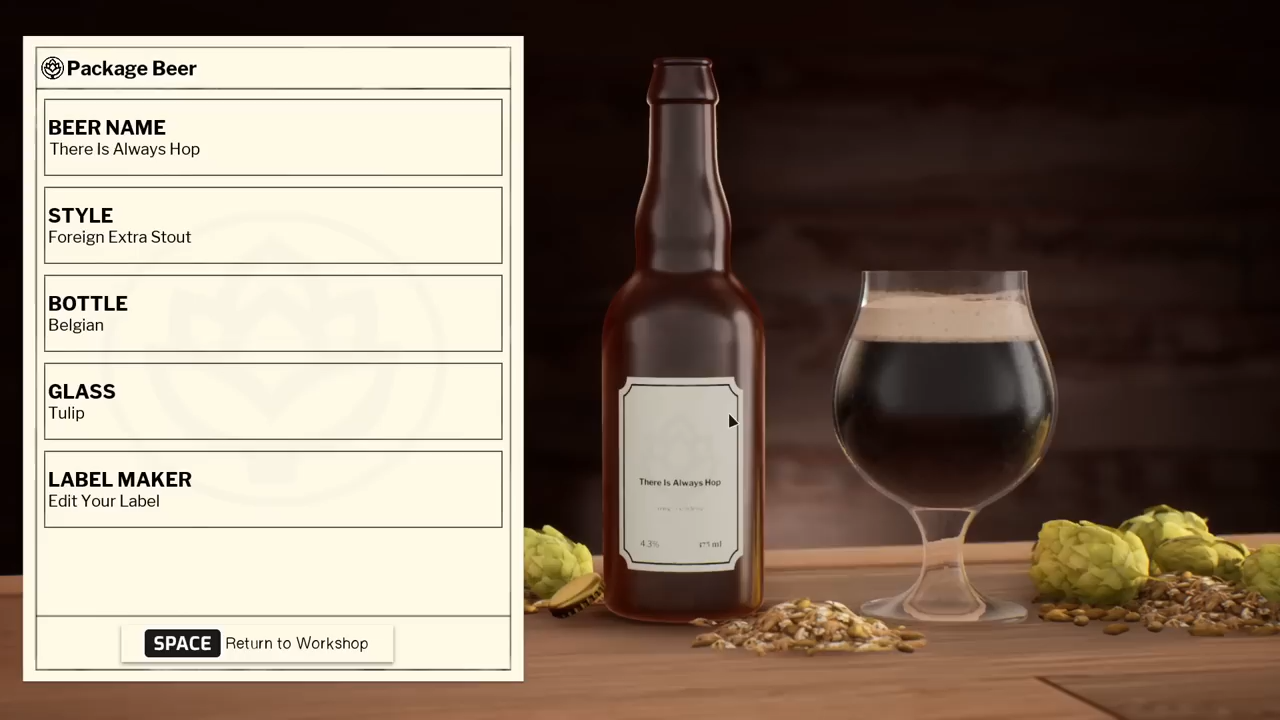 Package Beer
BEER NAME
There Is Always Hop
STYLE
Foreign Extra Stout
BOTTLE
Belgian
GLASS
Tulip
LABEL MAKER
Edit Your Label
SPACE Return to Workshop
There Is Always Hop
4.3% ml